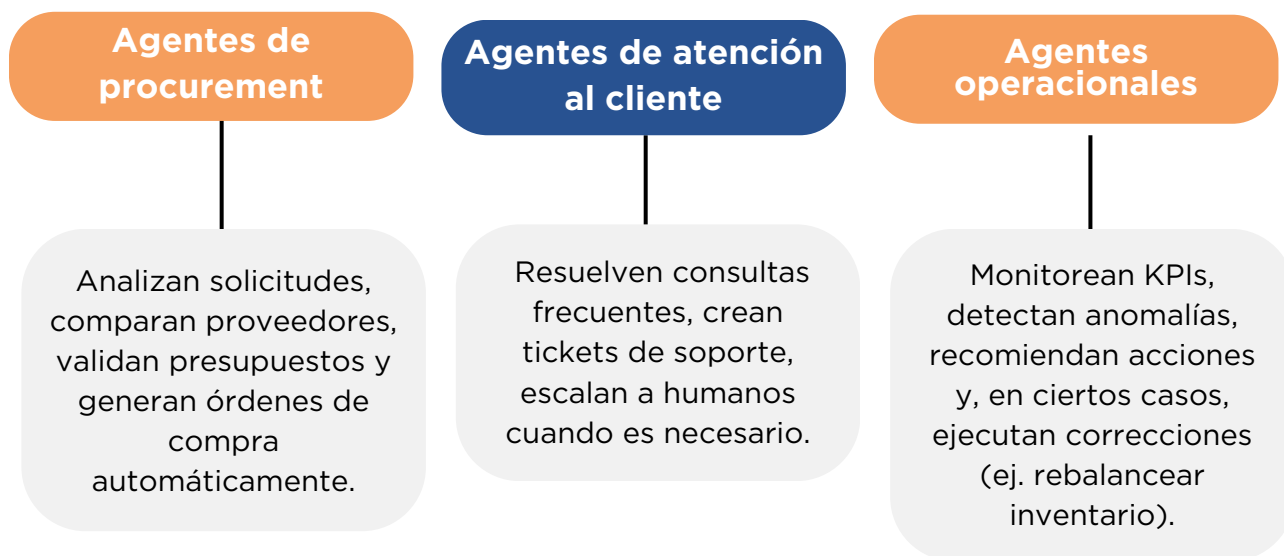 Agentes de
procurement
Analizan solicitudes,
comparan proveedores,
validan presupuestos y
generan órdenes de
compra
automáticamente.
Agentes de atención
al cliente
Resuelven consultas
frecuentes, crean
tickets de soporte,
escalan a humanos
cuando es necesario.
Agentes
operacionales
Monitorean KPIs,
detectan anomalías,
recomiendan acciones
y, en ciertos casos,
ejecutan correcciones
(ej. rebalancear
inventario).